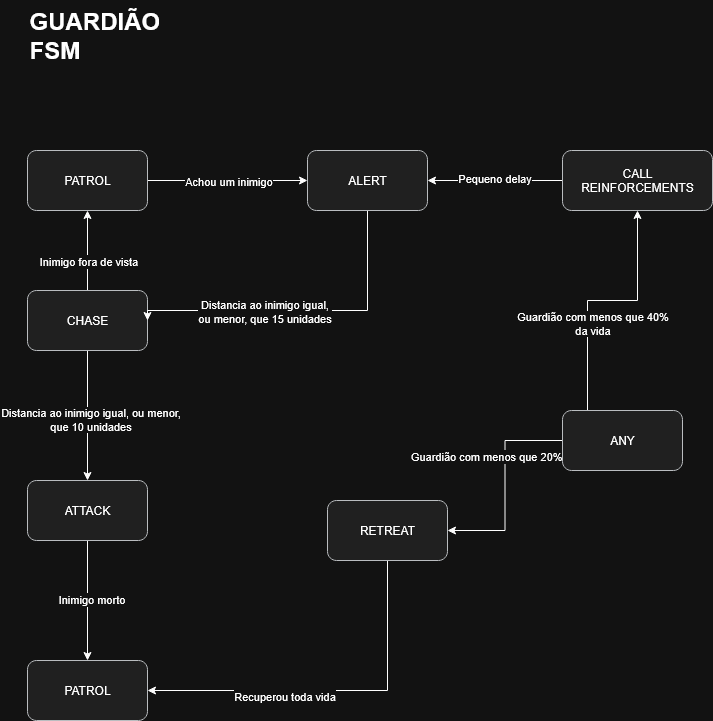 GUARDIÃO
FSM
PATROL
Achou um inimigo
ALERT
Pequeno delay
CALL
REINFORCEMENTS
Inimigo fora de vista
CHASE
Distancia ao inimigo igual,
ou menor, que 15 unidades
Guardião com menos que 40%
da vida
Distancia ao inimigo igual, ou menor,
que 10 unidades
ANY
Guardião com menos que 20%
ATTACK
RETREAT
Inimigo morto
PATROL
Recuperou toda vida